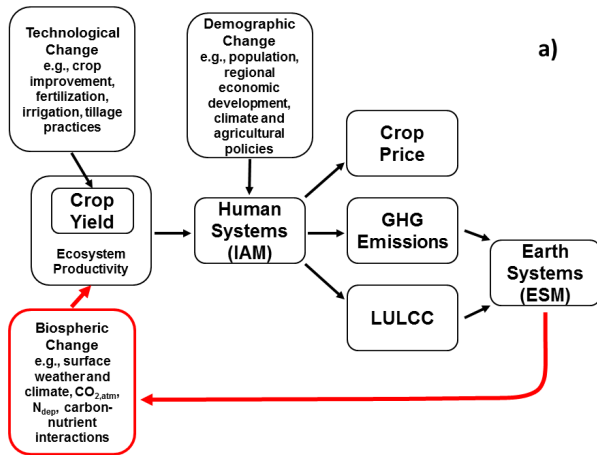 Technological
Change
e.g., crop
improvement,
fertilization,
irrigation, tillage
practices
Demographic
Change
e.g., population,
regional
economic
development,
climate and
agricultural
policies
a)
Crop
Yield
Ecosystem
Productivity
Human
Systems
(IAM)
Crop
Price
GHG
Emissions
LULCC
Earth
Systems
(ESM)
Biospheric
Change
e.g., surface
weather and
climate, CO2,atm,
Ndep, carbon-
nutrient
interactions